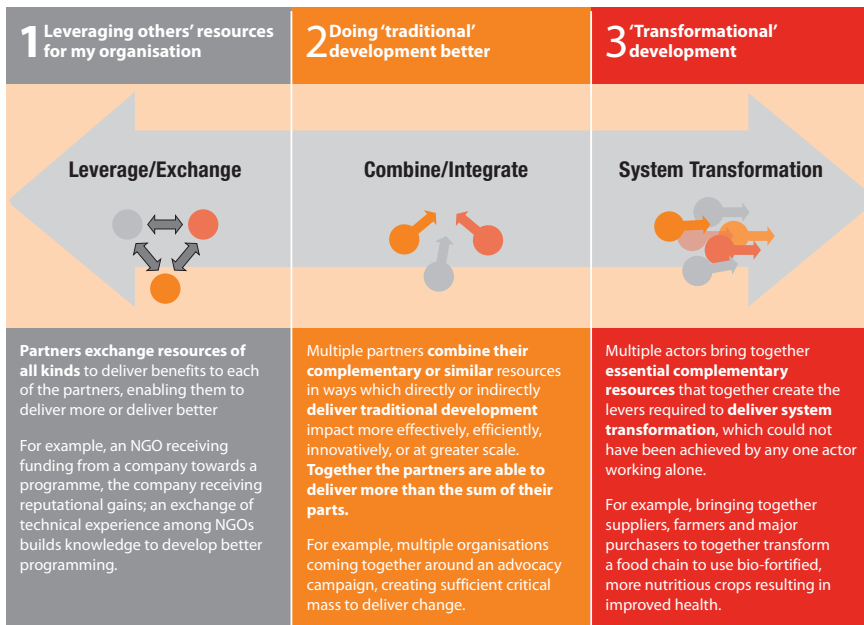 1 Leveraging others’ resources
for my organisation
2 Doing ‘traditional’
development better
3 ‘Transformational’
development
Leverage/Exchange
Combine/Integrate
System Transformation
Partners exchange resources of
all kinds to deliver benefits to each
of the partners, enabling them to
deliver more or deliver better
For example, an NGO receiving
funding from a company towards a
programme, the company receiving
reputational gains; an exchange of
technical experience among NGOs
builds knowledge to develop better
programming.
Multiple partners combine their
complementary or similar resources
in ways which directly or indirectly
deliver traditional development
impact more effectively, efficiently,
innovatively, or at greater scale.
Together the partners are able to
deliver more than the sum of their
parts.
For example, multiple organisations
coming together around an advocacy
campaign, creating sufficient critical
mass to deliver change.
Multiple actors bring together
essential complementary
resources that together create the
levers required to deliver system
transformation, which could not
have been achieved by any one actor
working alone.
For example, bringing together
suppliers, farmers and major
purchasers to together transform
a food chain to use bio-fortified,
more nutritious crops resulting in
improved health.